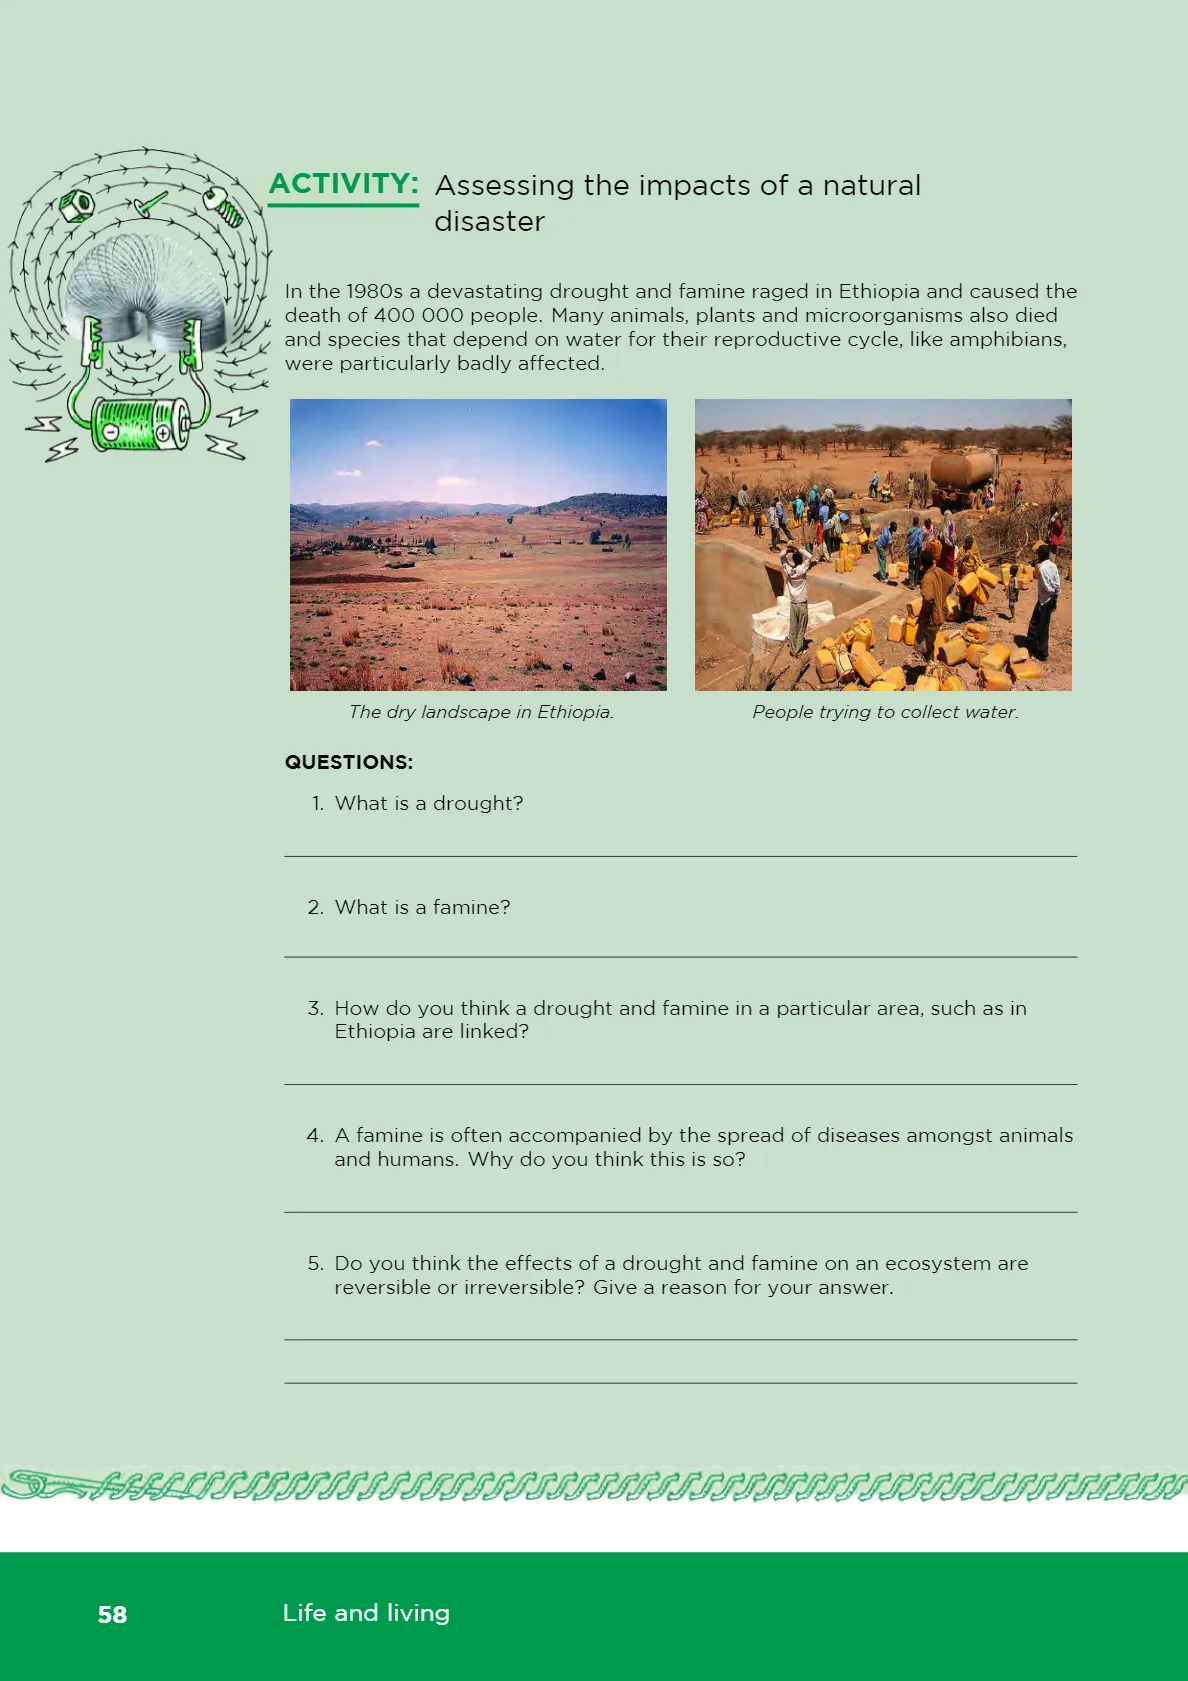 ACTIVITY: Assessing the impacts of a natural
disaster
In the 1980s a devastating drought and famine raged in Ethiopia and caused the
death of 400 000 people. Many animals, plants and microorganisms also died
and species that depend on water for their reproductive cycle, like amphibians,
were particularly badly affected.
The dry landscape in Ethiopia.
People trying to collect water.
QUESTIONS:
1. What is a drought?
2. What is a famine?
3. How do you think a drought and famine in a particular area, such as in
Ethiopia are linked?
4. A famine is often accompanied by the spread of diseases amongst animals
and humans. Why do you think this is so?
5. Do you think the effects of a drought and famine on an ecosystem are
reversible or irreversible? Give a reason for your answer.
58 Life and living